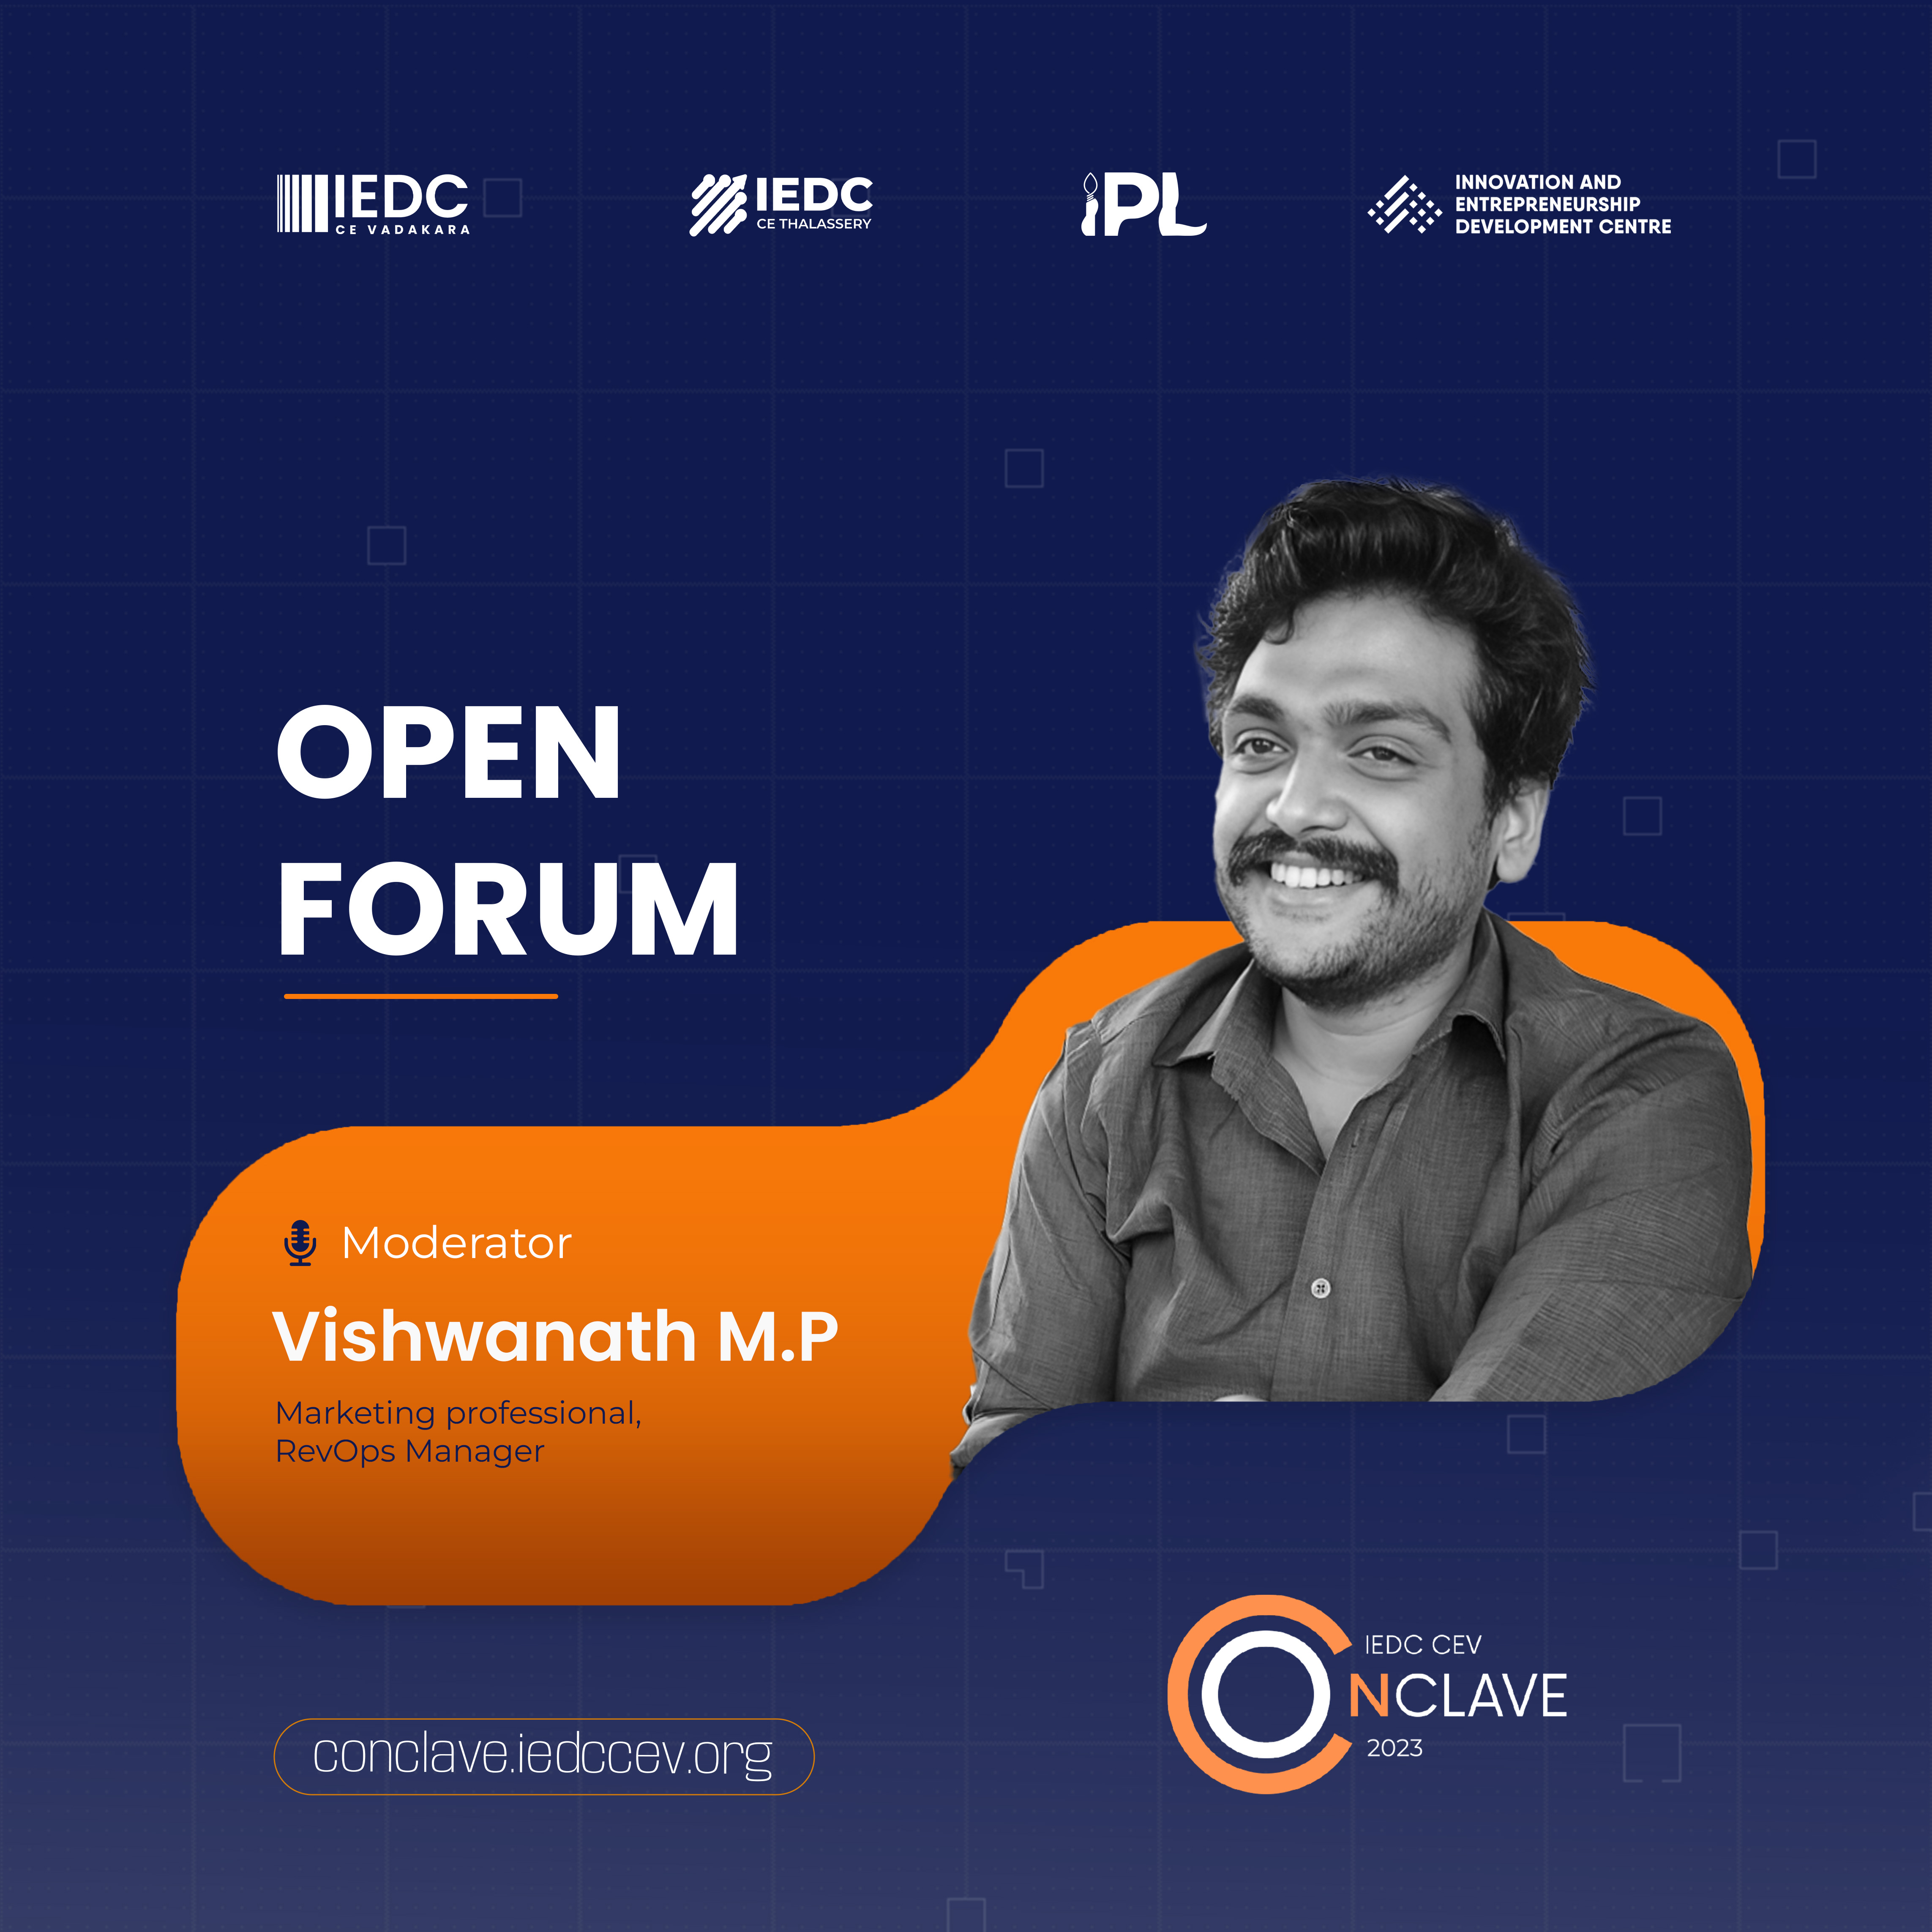 IEDC
CE VADAKARA
IEDC
CE THALASSERY
iPL
INNOVATION AND
ENTREPRENEURSHIP
DEVELOPMENT CENTRE
OPEN
FORUM
Moderator
Vishwanath M.P
Marketing professional,
RevOps Manager
IEDC CEV
CONCLAVE
2023
conclave.iedccev.org